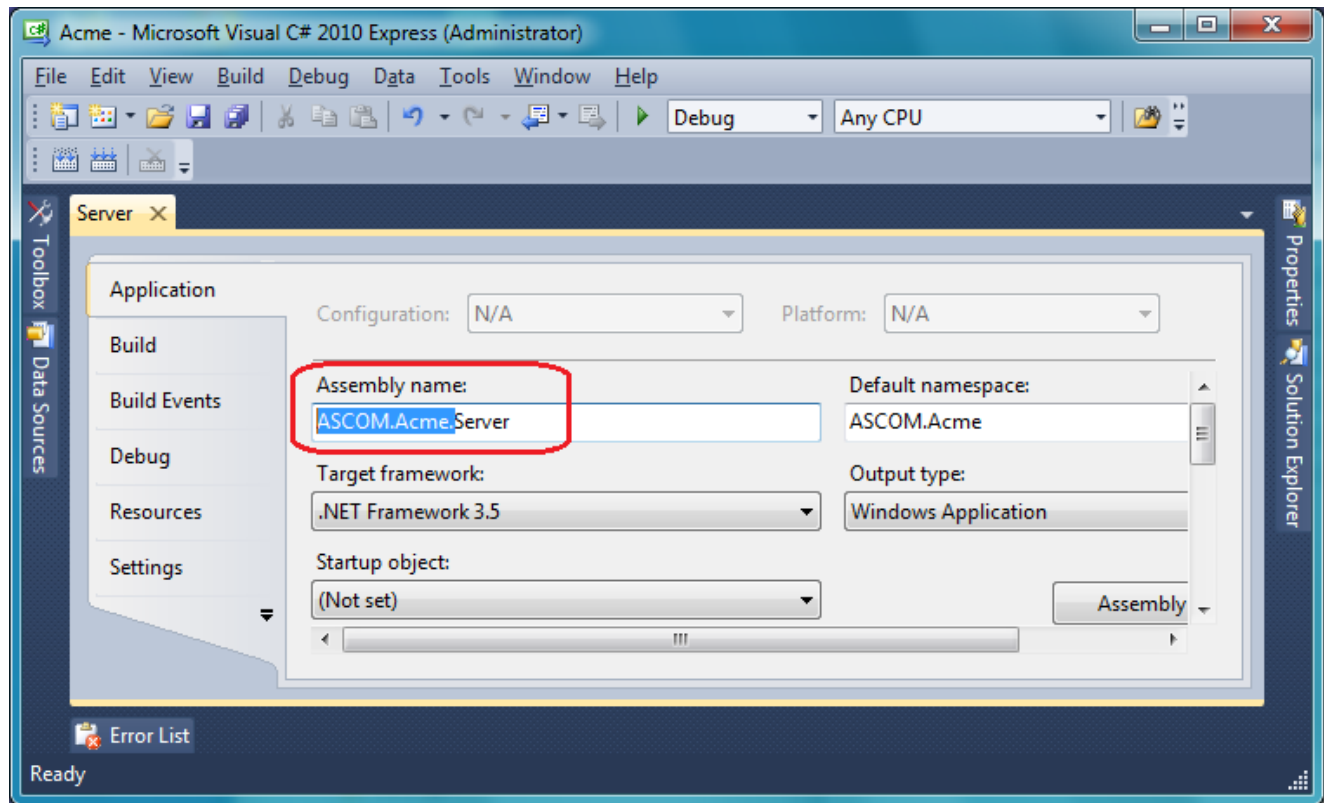 Acme - Microsoft Visual C# 2010 Express (Administrator)
File Edit View Build Debug Data Tools Window Help
Debug Any CPU
Server
Toolbox
Data Sources
Properties
Solution Explorer
Application
Build
Build Events
Debug
Resources
Settings
Configuration: N/A Platform: N/A
Assembly name: Default namespace:
ASCOM.Acme.Server ASCOM.Acme
Target framework: Output type:
.NET Framework 3.5 Windows Application
Startup object:
(Not set) Assembly
Error List
Ready